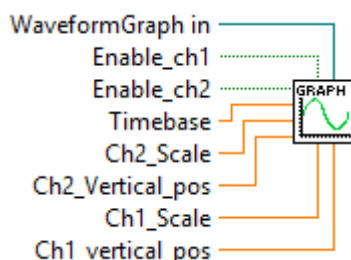 WaveformGraph in
Enable_ch1
Enable_ch2
GRAPH
Timebase
Ch2_Scale
Ch2_Vertical_pos
Ch1_Scale
Ch1_vertical_pos